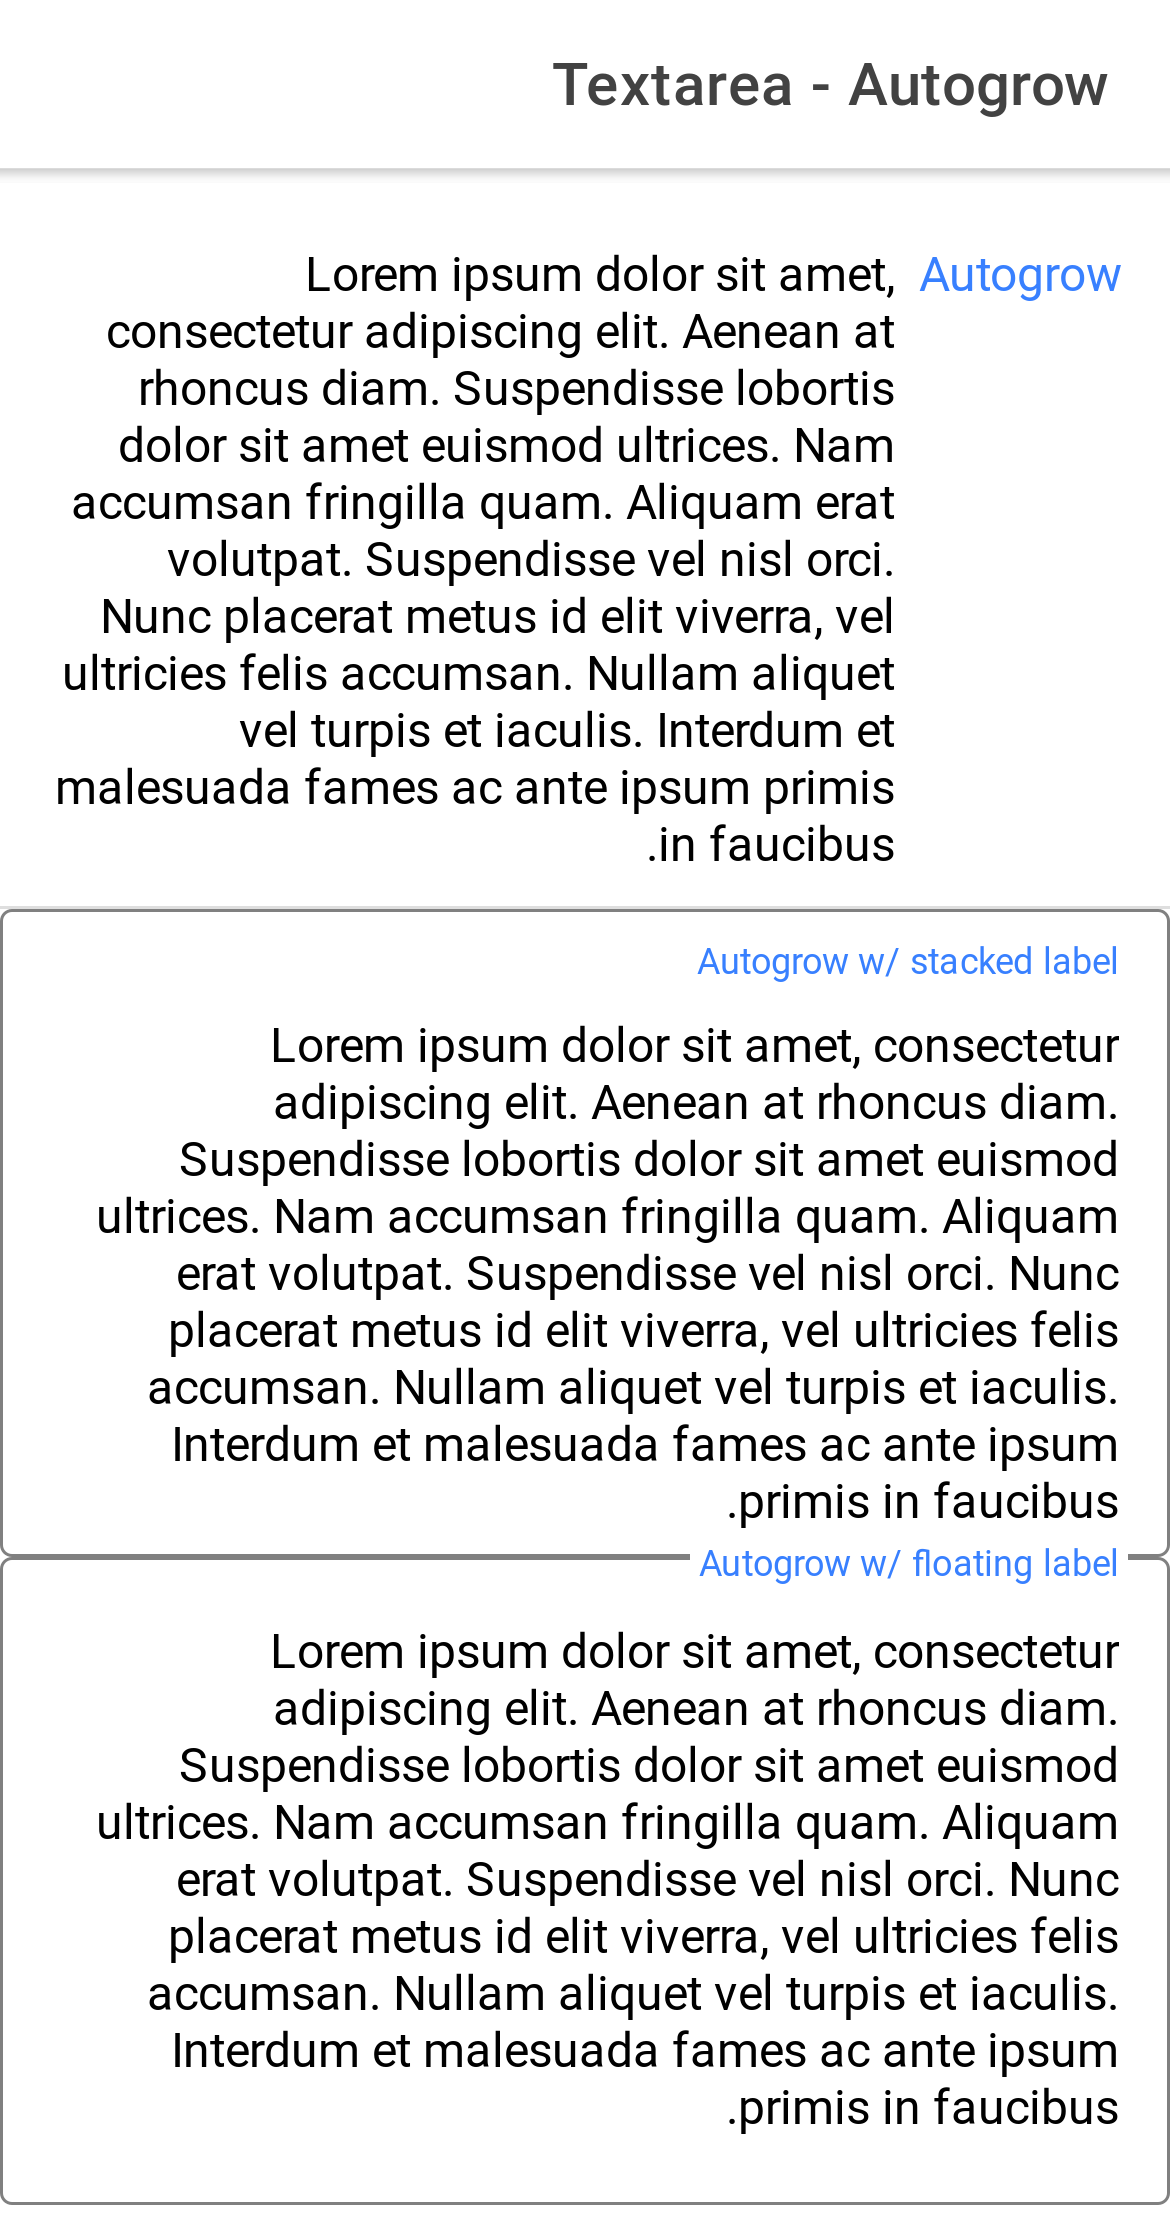 Textarea - Autogrow
Autogrow
Lorem ipsum dolor sit amet,
consectetur adipiscing elit. Aenean at
rhoncus diam. Suspendisse lobortis
dolor sit amet euismod ultrices. Nam
accumsan fringilla quam. Aliquam erat
volutpat. Suspendisse vel nisl orci.
Nunc placerat metus id elit viverra, vel
ultricies felis accumsan. Nullam aliquet
vel turpis et iaculis. Interdum et
malesuada fames ac ante ipsum primis
.in faucibus
Autogrow w/ stacked label
Lorem ipsum dolor sit amet, consectetur
adipiscing elit. Aenean at rhoncus diam.
Suspendisse lobortis dolor sit amet euismod
ultrices. Nam accumsan fringilla quam. Aliquam
erat volutpat. Suspendisse vel nisl orci. Nunc
placerat metus id elit viverra, vel ultricies felis
accumsan. Nullam aliquet vel turpis et iaculis.
Interdum et malesuada fames ac ante ipsum
.primis in faucibus
Autogrow w/ floating label
Lorem ipsum dolor sit amet, consectetur
adipiscing elit. Aenean at rhoncus diam.
Suspendisse lobortis dolor sit amet euismod
ultrices. Nam accumsan fringilla quam. Aliquam
erat volutpat. Suspendisse vel nisl orci. Nunc
placerat metus id elit viverra, vel ultricies felis
accumsan. Nullam aliquet vel turpis et iaculis.
Interdum et malesuada fames ac ante ipsum
.primis in faucibus